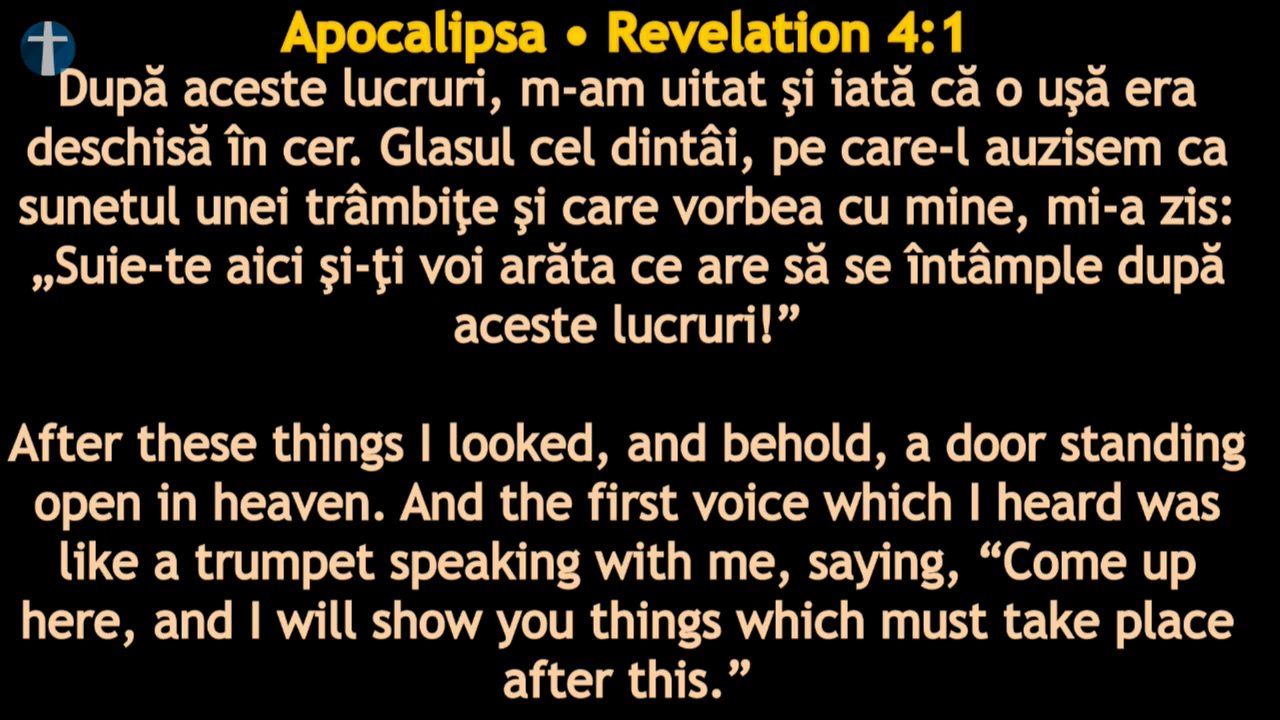 Apocalipsa • Revelation 4:1
După aceste lucruri, m-am uitat şi iată că o uşă era
deschisă în cer. Glasul cel dintâi, pe care-l auzisem ca
sunetul unei trâmbiţe şi care vorbea cu mine, mi-a zis:
„Suie-te aici şi-ţi voi arăta ce are să se întâmple după
aceste lucruri!”
After these things I looked, and behold, a door standing
open in heaven. And the first voice which I heard was
like a trumpet speaking with me, saying, “Come up
here, and I will show you things which must take place
after this.”